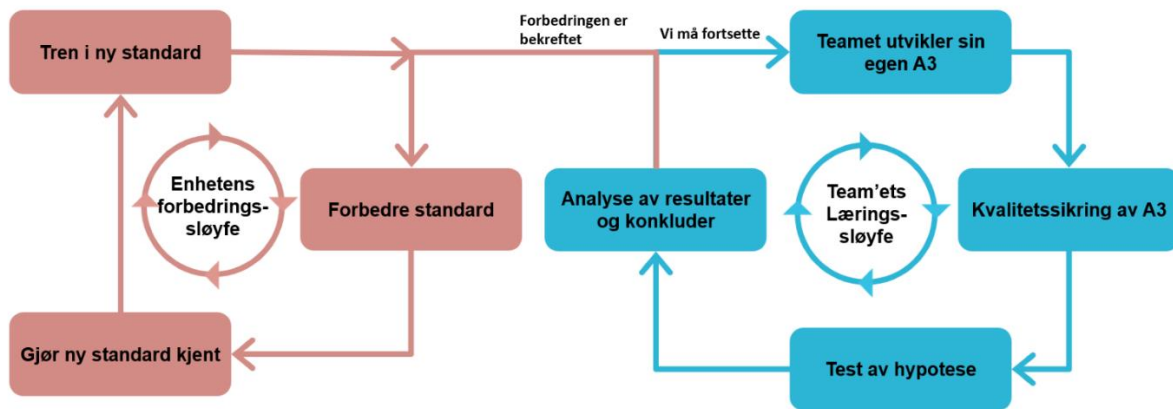 Forbedringen er
bekreftet
Vi må fortsette
Tren i ny standard
Teamet utvikler sin
egen A3
Enhetens
forbedrings-
sløyfe
Forbedre standard
Analyse av resultater
og konkluder
Team'ets
Lærings-
sløyfe
Kvalitetssikring av A3
Gjør ny standard kjent
Test av hypotese